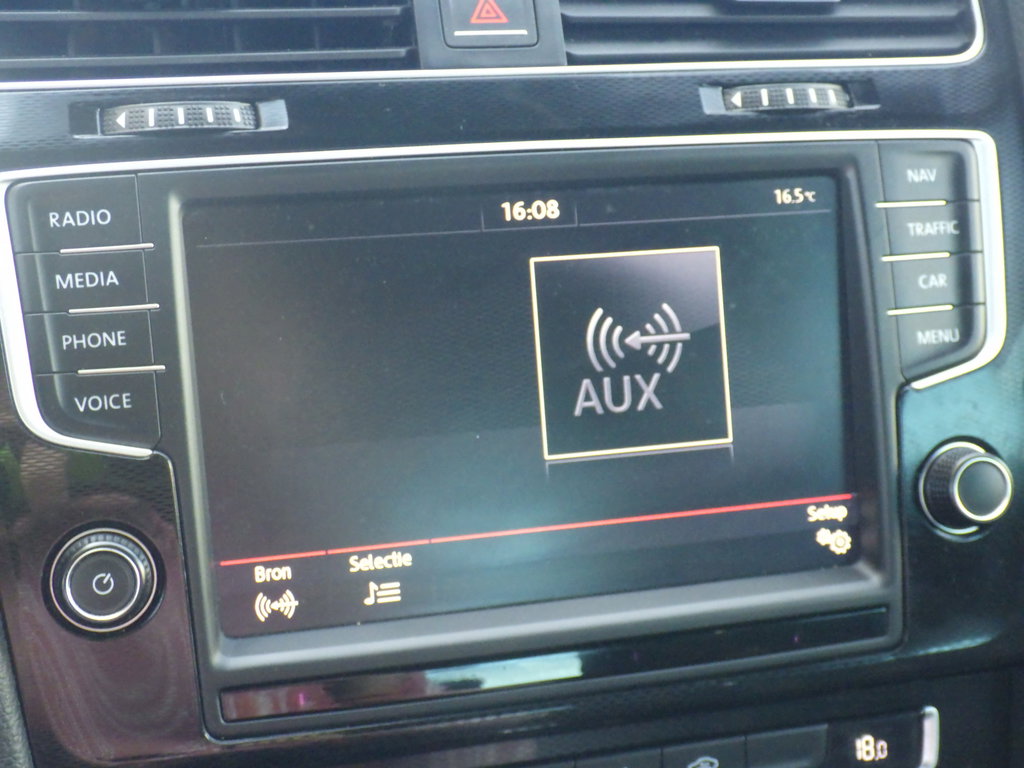 16:08
16.5°C
RADIO
MEDIA
PHONE
VOICE
NAV
TRAFFIC
CAR
MENU
AUX
Bron
Selectie
Setup
18.0